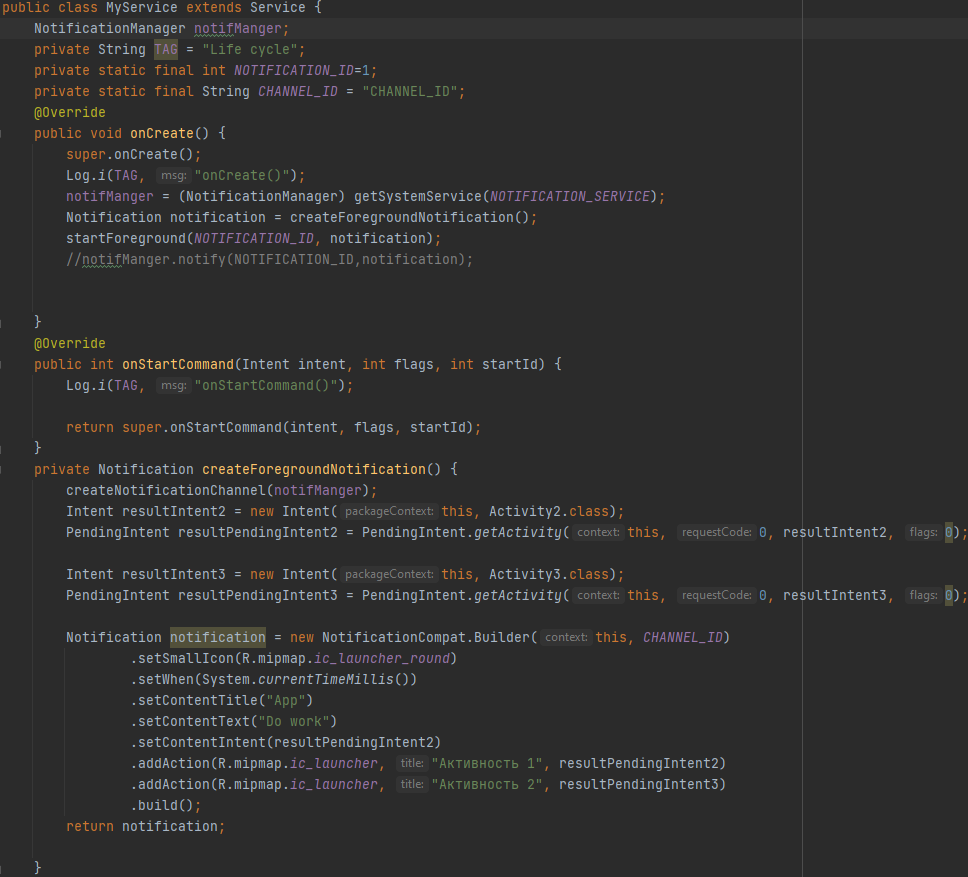 public class MyService extends Service {
NotificationManager notifManger;
private String TAG = "Life cycle";
private static final int NOTIFICATION_ID=1;
private static final String CHANNEL_ID = "CHANNEL_ID";
@Override
public void onCreate() {
super.onCreate();
Log.i(TAG, msg: "onCreate()");
notifManger = (NotificationManager) getSystemService(NOTIFICATION_SERVICE);
Notification notification = createForegroundNotification();
startForeground(NOTIFICATION_ID, notification);
//notifManger.notify(NOTIFICATION_ID,notification);
}
@Override
public int onStartCommand(Intent intent, int flags, int startId) {
Log.i(TAG, msg: "onStartCommand()");
return super.onStartCommand(intent, flags, startId);
}
private Notification createForegroundNotification() {
createNotificationChannel(notifManger);
Intent resultIntent2 = new Intent( packageContext: this, Activity2.class);
PendingIntent resultPendingIntent2 = PendingIntent.getActivity( context: this, requestCode: 0, resultIntent2, flags: 0);
Intent resultIntent3 = new Intent( packageContext: this, Activity3.class);
PendingIntent resultPendingIntent3 = PendingIntent.getActivity( context: this, requestCode: 0, resultIntent3, flags: 0);
Notification notification = new NotificationCompat.Builder( context: this, CHANNEL_ID)
.setSmallIcon(R.mipmap.ic_launcher_round)
.setWhen(System.currentTimeMillis())
.setContentTitle("App")
.setContentText("Do work")
.setContentIntent(resultPendingIntent2)
.addAction(R.mipmap.ic_launcher, title: "Активность 1", resultPendingIntent2)
.addAction(R.mipmap.ic_launcher, title: "Активность 2", resultPendingIntent3)
.build();
return notification;
}